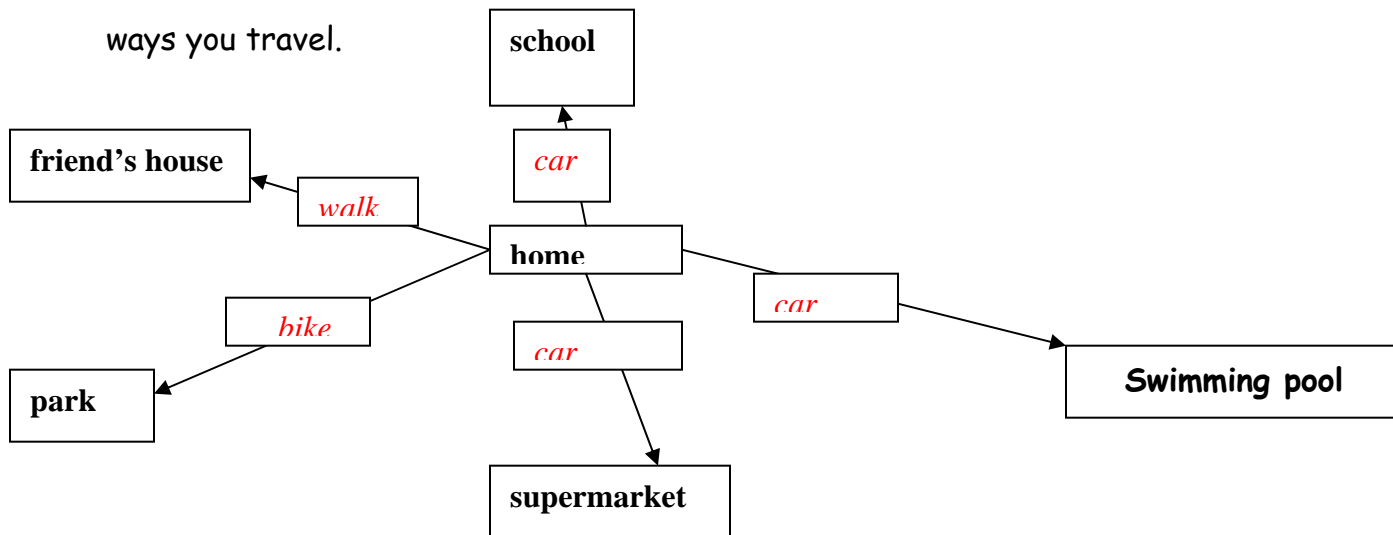 ways you travel.
school
friend's house
car
walk
home
car
bike
car
Swimming pool
park
supermarket